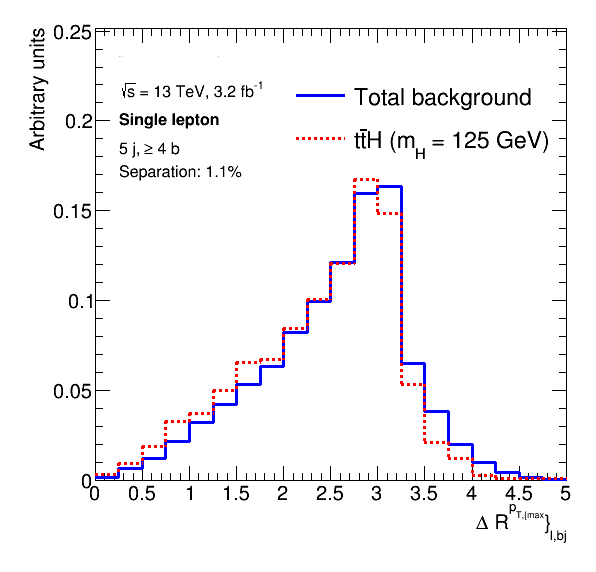 Arbitrary units
0.25
0.2
0.15
0.1
0.05
0
√s = 13 TeV, 3.2 fb⁻¹
Single lepton
5 j, ≥ 4 b
Separation: 1.1%
Total background
tt̄H (m_H = 125 GeV)
0 0.5 1 1.5 2 2.5 3 3.5 4 4.5 5
Δ R^{p_{T,{max}}}_{l,bj}